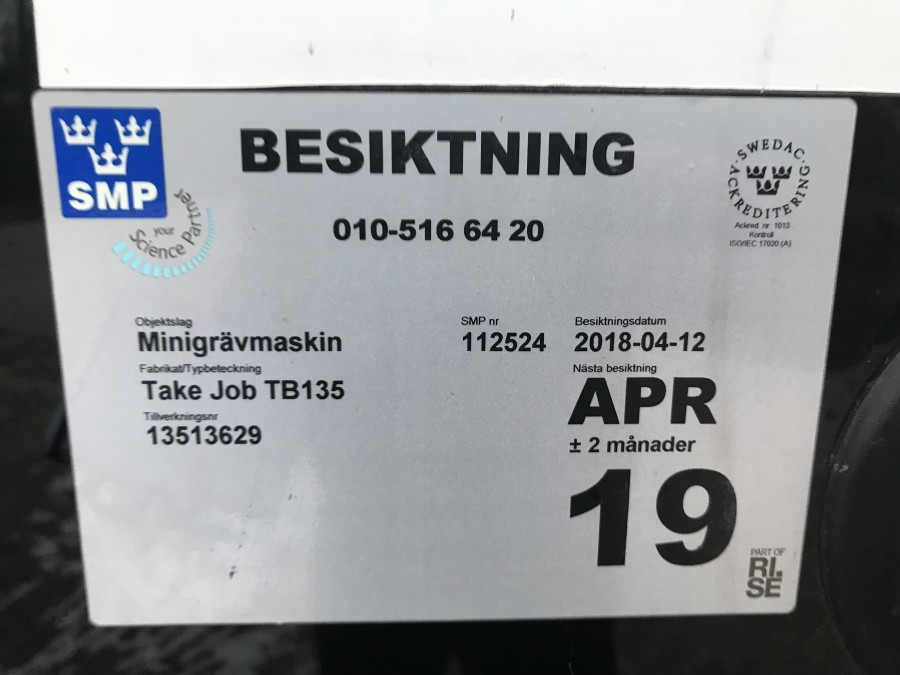 SMP
your
Science Partner
BESIKTNING
010-516 64 20
SWEDAC
ACKREDITERING
Ackred. nr 1013
Kontroll
ISO/IEC 17020 (A)
Objektslag
Minigrävmaskin
SMP nr
112524
Besiktningsdatum
2018-04-12
Fabrikat/Typbeteckning
Take Job TB135
Tillverkningsnr
13513629
Nästa besiktning
APR
± 2 månader
19
PART OF
RI.
SE